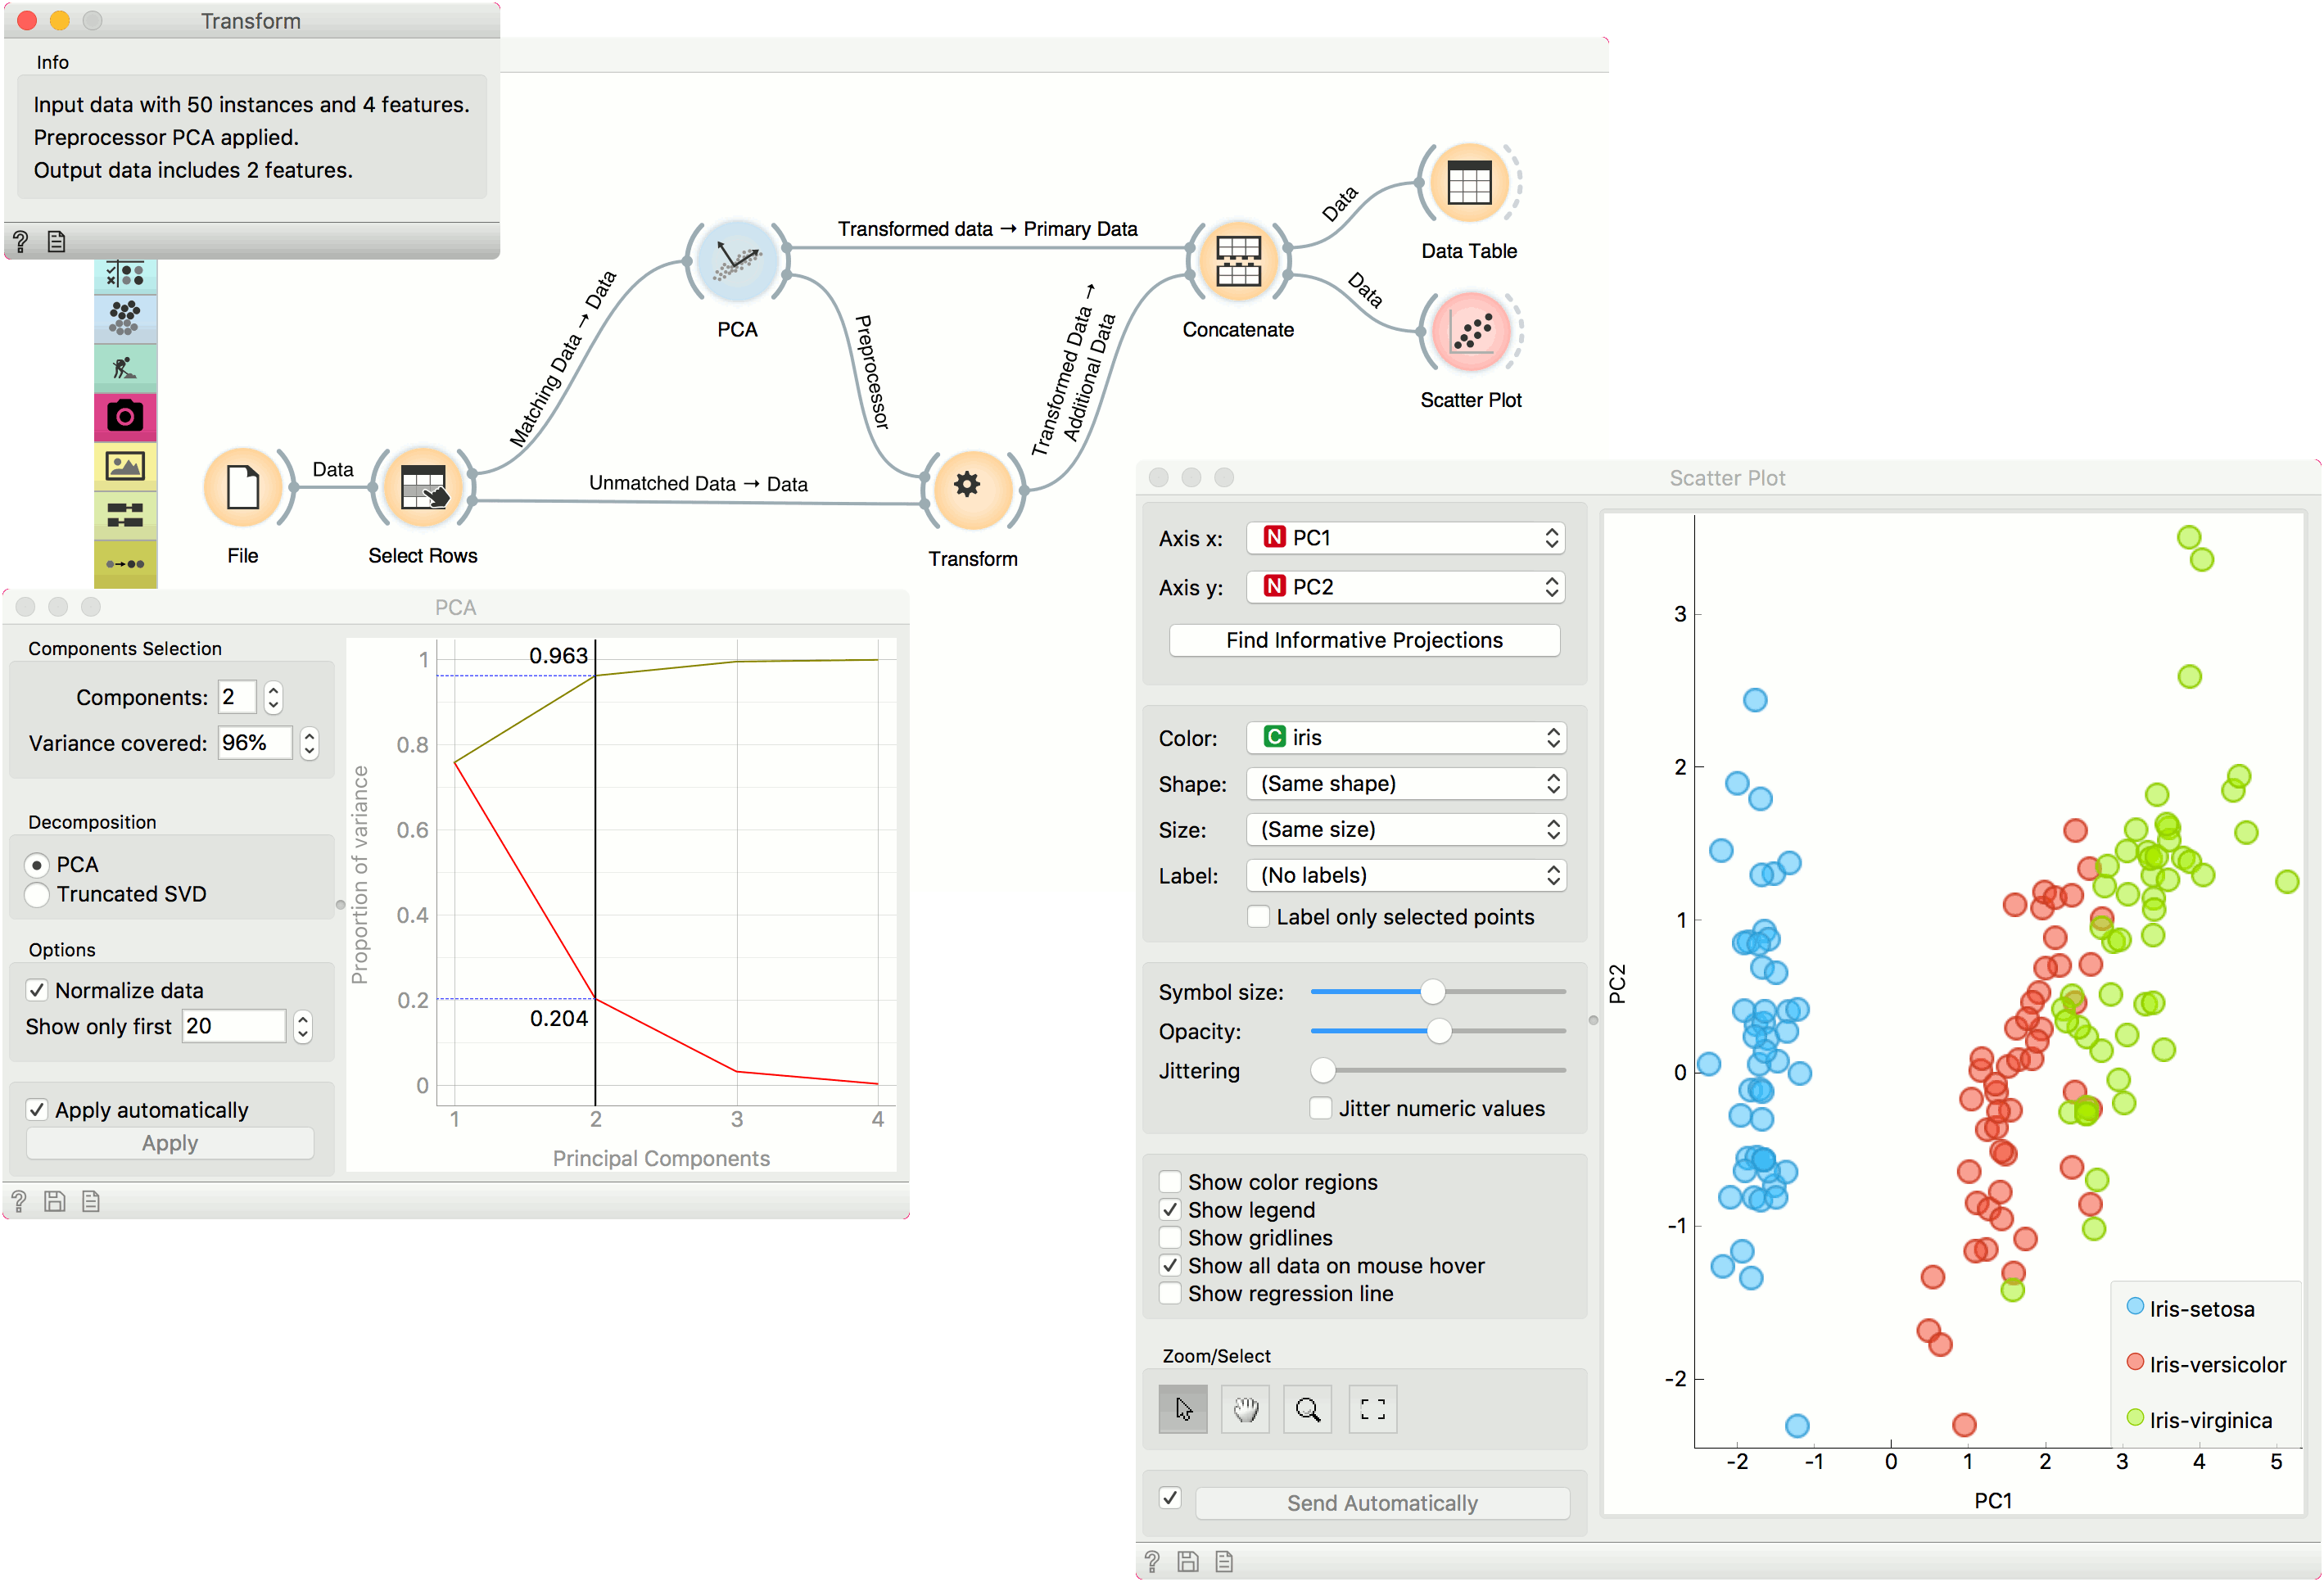 Transform
Info
Input data with 50 instances and 4 features.
Preprocessor PCA applied.
Output data includes 2 features.
?
File
Data
Select Rows
Matching Data → Data
Unmatched Data → Data
PCA
Preprocessor
Transform
Transformed data → Primary Data
Transformed Data →
Additional Data
Concatenate
Data
Data Table
Data
Scatter Plot
PCA
Components Selection
Components: 2
Variance covered: 96%
Decomposition
PCA
Truncated SVD
Options
Normalize data
Show only first 20
Apply automatically
Apply
?
Proportion of variance
1
0.8
0.6
0.4
0.2
0
0.963
0.204
1 2 3 4
Principal Components
Scatter Plot
Axis x: N PC1
Axis y: N PC2
Find Informative Projections
Color: C iris
Shape: (Same shape)
Size: (Same size)
Label: (No labels)
Label only selected points
Symbol size:
Opacity:
Jittering
Jitter numeric values
Show color regions
Show legend
Show gridlines
Show all data on mouse hover
Show regression line
Zoom/Select
Send Automatically
?
PC2
3
2
1
0
-1
-2
-2 -1 0 1 2 3 4 5
PC1
Iris-setosa
Iris-versicolor
Iris-virginica